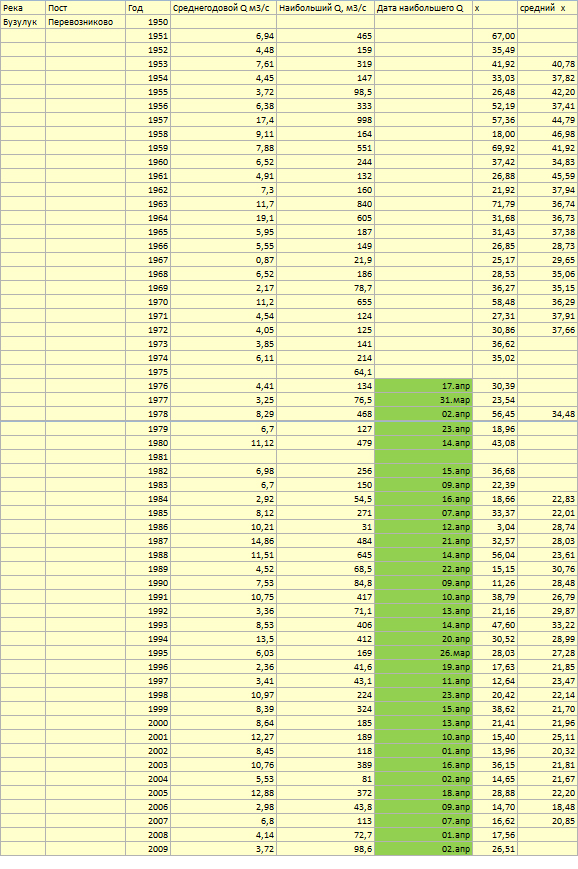 Река Пост Год Среднегодовой Q м3/с Наибольший Q, м3/с Дата наибольшего Q x средний x
Бузулук Перевозниково 1950
1951 6,94 465 67,00
1952 4,48 159 35,49
1953 7,61 319 41,92 40,78
1954 4,45 147 33,03 37,82
1955 3,72 98,5 26,48 42,20
1956 6,38 333 52,19 37,41
1957 17,4 998 57,36 44,79
1958 9,11 164 18,00 46,98
1959 7,88 551 69,92 41,92
1960 6,52 244 37,42 34,83
1961 4,91 132 26,88 45,59
1962 7,3 160 21,92 37,94
1963 11,7 840 71,79 36,74
1964 19,1 605 31,68 36,73
1965 5,95 187 31,43 37,38
1966 5,55 149 26,85 28,73
1967 0,87 21,9 25,17 29,65
1968 6,52 186 28,53 35,06
1969 2,17 78,7 36,27 35,15
1970 11,2 655 58,48 36,29
1971 4,54 124 27,31 37,91
1972 4,05 125 30,86 37,66
1973 3,85 141 36,62
1974 6,11 214 35,02
1975 64,1
1976 4,41 134 17.апр 30,39
1977 3,25 76,5 31.мар 23,54
1978 8,29 468 02.апр 56,45 34,48
1979 6,7 127 23.апр 18,96
1980 11,12 479 14.апр 43,08
1981
1982 6,98 256 15.апр 36,68
1983 6,7 150 09.апр 22,39
1984 2,92 54,5 16.апр 18,66 22,83
1985 8,12 271 07.апр 33,37 22,01
1986 10,21 31 12.апр 3,04 28,74
1987 14,86 484 21.апр 32,57 28,03
1988 11,51 645 14.апр 56,04 23,61
1989 4,52 68,5 22.апр 15,15 30,76
1990 7,53 84,8 09.апр 11,26 28,48
1991 10,75 417 10.апр 38,79 26,79
1992 3,36 71,1 13.апр 21,16 29,87
1993 8,53 406 14.апр 47,60 33,22
1994 13,5 412 20.апр 30,52 28,99
1995 6,03 169 26.мар 28,03 27,28
1996 2,36 41,6 19.апр 17,63 21,85
1997 3,41 43,1 11.апр 12,64 23,47
1998 10,97 224 23.апр 20,42 22,14
1999 8,39 324 15.апр 38,62 21,70
2000 8,64 185 13.апр 21,41 21,96
2001 12,27 189 10.апр 15,40 25,11
2002 8,45 118 01.апр 13,96 20,32
2003 10,76 389 16.апр 36,15 21,81
2004 5,53 81 02.апр 14,65 21,67
2005 12,88 372 18.апр 28,88 22,20
2006 2,98 43,8 09.апр 14,70 18,48
2007 6,8 113 07.апр 16,62 20,85
2008 4,14 72,7 01.апр 17,56
2009 3,72 98,6 02.апр 26,51